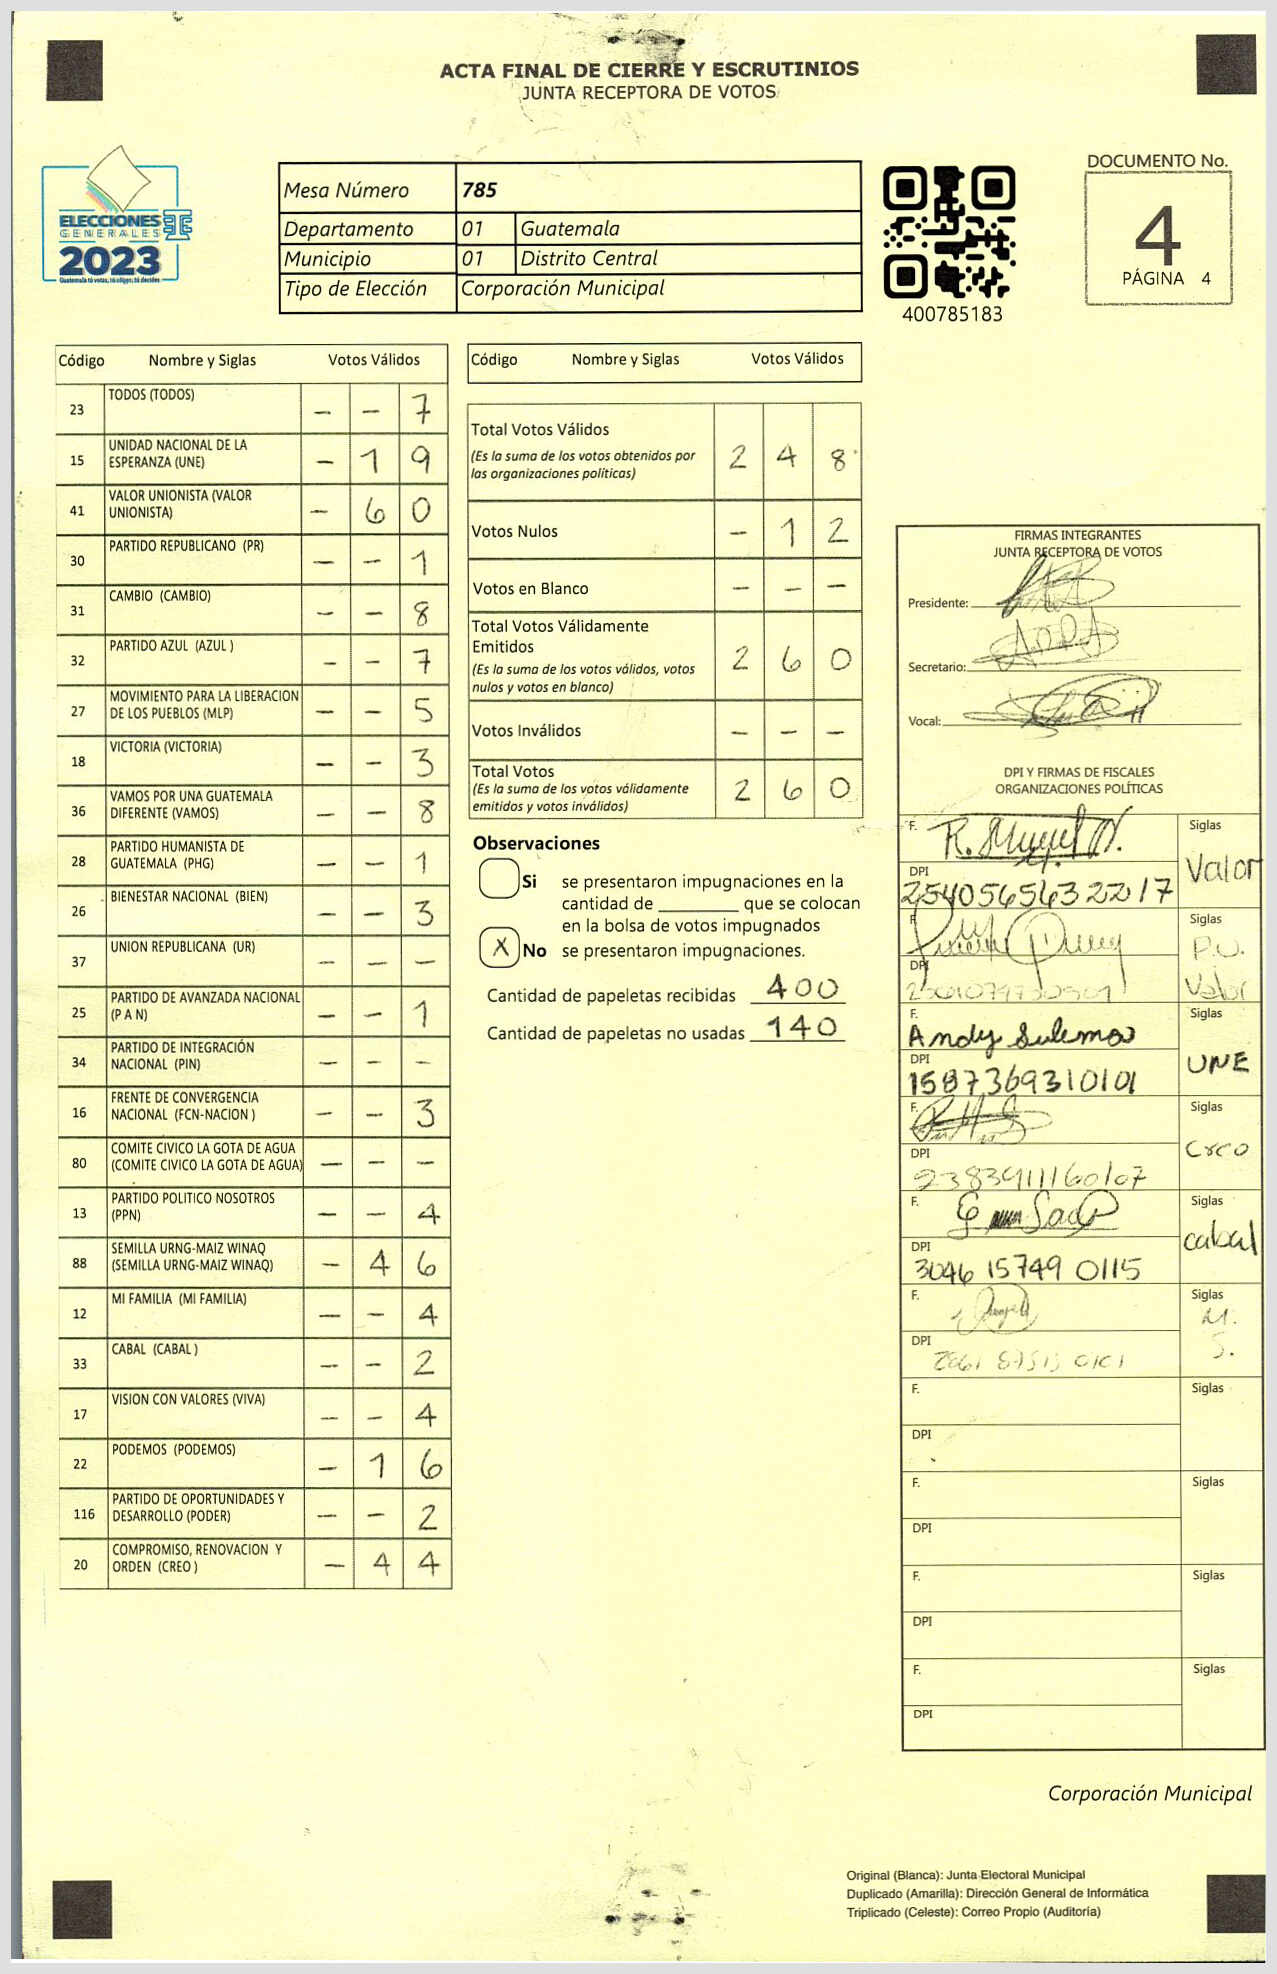 ACTA FINAL DE CIERRE Y ESCRUTINIOS
JUNTA RECEPTORA DE VOTOS
ELECCIONES
GENERALES
2023
Guatemala tú votas, tú eliges, tú decides
Mesa Número 785
Departamento 01 Guatemala
Municipio 01 Distrito Central
Tipo de Elección Corporación Municipal
400785183
DOCUMENTO No.
4
PÁGINA 4
Código Nombre y Siglas Votos Válidos
23 TODOS (TODOS) – – 7
15 UNIDAD NACIONAL DE LA
ESPERANZA (UNE) – 1 9
41 VALOR UNIONISTA (VALOR
UNIONISTA) – 6 0
30 PARTIDO REPUBLICANO (PR) – – 1
31 CAMBIO (CAMBIO) – – 8
32 PARTIDO AZUL (AZUL ) – – 7
27 MOVIMIENTO PARA LA LIBERACION
DE LOS PUEBLOS (MLP) – – 5
18 VICTORIA (VICTORIA) – – 3
36 VAMOS POR UNA GUATEMALA
DIFERENTE (VAMOS) – – 8
28 PARTIDO HUMANISTA DE
GUATEMALA (PHG) – – 1
26 BIENESTAR NACIONAL (BIEN) – – 3
37 UNION REPUBLICANA (UR) – – –
25 PARTIDO DE AVANZADA NACIONAL
(P A N) – – 1
34 PARTIDO DE INTEGRACIÓN
NACIONAL (PIN) – – –
16 FRENTE DE CONVERGENCIA
NACIONAL (FCN-NACION ) – – 3
80 COMITE CIVICO LA GOTA DE AGUA
(COMITE CIVICO LA GOTA DE AGUA) – – –
13 PARTIDO POLITICO NOSOTROS
(PPN) – – 4
88 SEMILLA URNG-MAIZ WINAQ
(SEMILLA URNG-MAIZ WINAQ) – 4 6
12 MI FAMILIA (MI FAMILIA) – – 4
33 CABAL (CABAL ) – – 2
17 VISION CON VALORES (VIVA) – – 4
22 PODEMOS (PODEMOS) – 1 6
116 PARTIDO DE OPORTUNIDADES Y
DESARROLLO (PODER) – – 2
20 COMPROMISO, RENOVACION Y
ORDEN (CREO ) – 4 4
Código Nombre y Siglas Votos Válidos
Total Votos Válidos
(Es la suma de los votos obtenidos por
las organizaciones políticas) 2 4 8
Votos Nulos – 1 2
Votos en Blanco – – –
Total Votos Válidamente
Emitidos
(Es la suma de los votos válidos, votos
nulos y votos en blanco) 2 6 0
Votos Inválidos – – –
Total Votos
(Es la suma de los votos válidamente
emitidos y votos inválidos) 2 6 0
Observaciones
Si se presentaron impugnaciones en la
cantidad de ________ que se colocan
en la bolsa de votos impugnados
X No se presentaron impugnaciones.
Cantidad de papeletas recibidas 400
Cantidad de papeletas no usadas 140
FIRMAS INTEGRANTES
JUNTA RECEPTORA DE VOTOS
Presidente:
Secretario:
Vocal:
DPI Y FIRMAS DE FISCALES
ORGANIZACIONES POLÍTICAS
F. Siglas
Valor
DPI
F. Siglas
P.U.
Valor
DPI
F. Andy Siglas
UNE
DPI
1587369310101
F. Siglas
Creo
DPI
2383911160107
F. Siglas
cabal
DPI
3046 15749 0115
F. Siglas
M.
S.
DPI
F. Siglas
DPI
F. Siglas
DPI
F. Siglas
DPI
F. Siglas
DPI
Corporación Municipal
Original (Blanca): Junta Electoral Municipal
Duplicado (Amarilla): Dirección General de Informática
Triplicado (Celeste): Correo Propio (Auditoría)